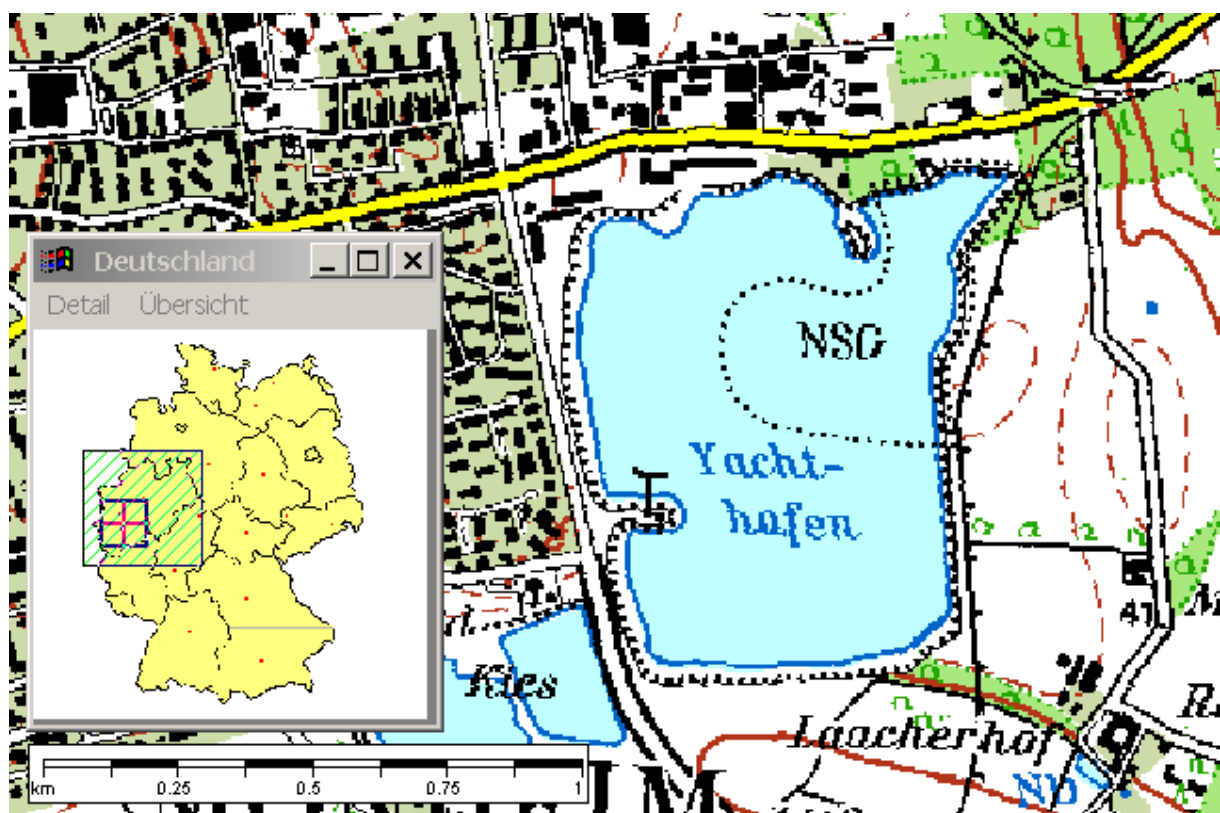 43
Deutschland
Detail Übersicht
NSG
Yacht-
hafen
41
Kies
Laacherhof
ND
km 0.25 0.5 0.75 1